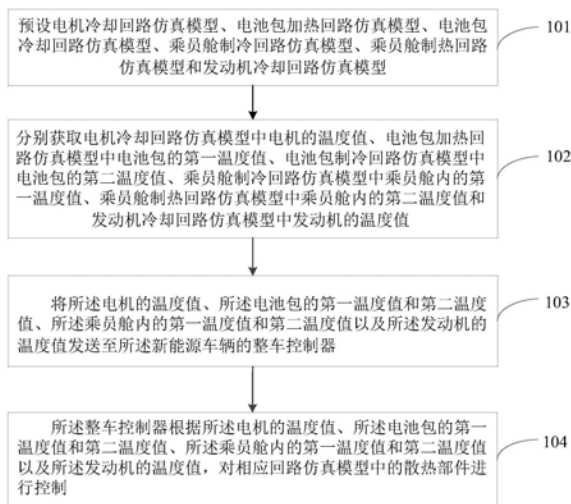 预设电机冷却回路仿真模型、电池包加热回路仿真模型、电池包
冷却回路仿真模型、乘员舱制冷回路仿真模型、乘员舱制热回路
仿真模型和发动机冷却回路仿真模型
101
分别获取电机冷却回路仿真模型中电机的温度值、电池包加热回
路仿真模型中电池包的第一温度值、电池包制冷回路仿真模型中
电池包的第二温度值、乘员舱制冷回路仿真模型中乘员舱内的第
一温度值、乘员舱制热回路仿真模型中乘员舱内的第二温度值和
发动机冷却回路仿真模型中发动机的温度值
102
将所述电机的温度值、所述电池包的第一温度值和第二温度
值、所述乘员舱内的第一温度值和第二温度值以及所述发动机的
温度值发送至所述新能源车辆的整车控制器
103
所述整车控制器根据所述电机的温度值、所述电池包的第一
温度值和第二温度值、所述乘员舱内的第一温度值和第二温度值
以及所述发动机的温度值，对相应回路仿真模型中的散热部件进
行控制
104